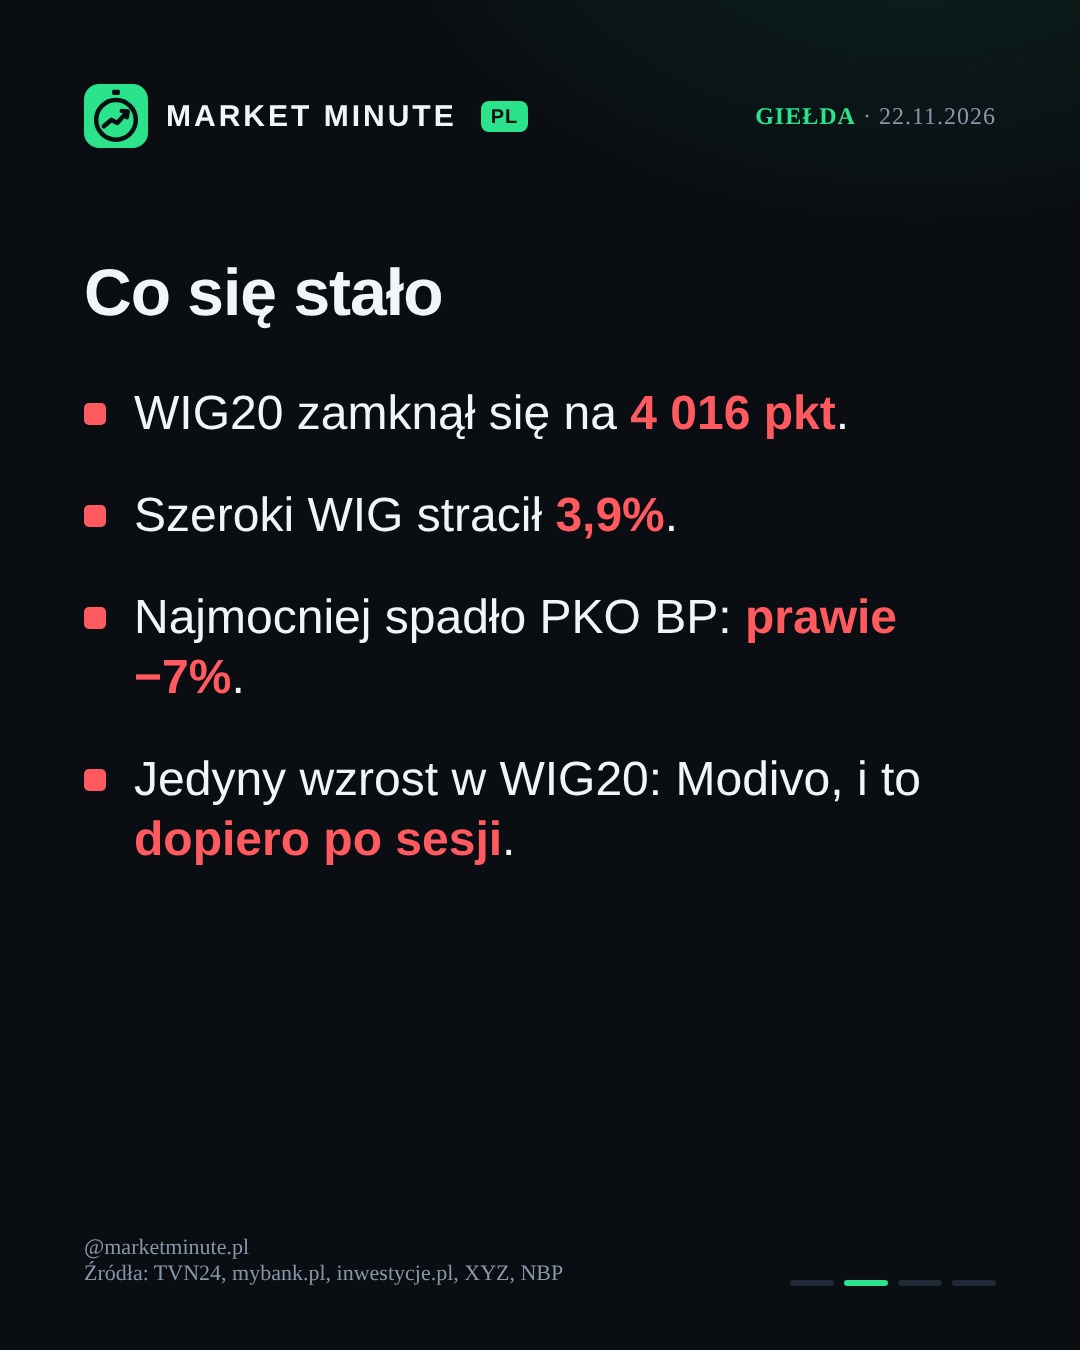 MARKET MINUTE PL
GIEŁDA · 22.11.2026
Co się stało
WIG20 zamknął się na 4 016 pkt.
Szeroki WIG stracił 3,9%.
Najmocniej spadło PKO BP: prawie
−7%.
Jedyny wzrost w WIG20: Modivo, i to
dopiero po sesji.
@marketminute.pl
Źródła: TVN24, mybank.pl, inwestycje.pl, XYZ, NBP